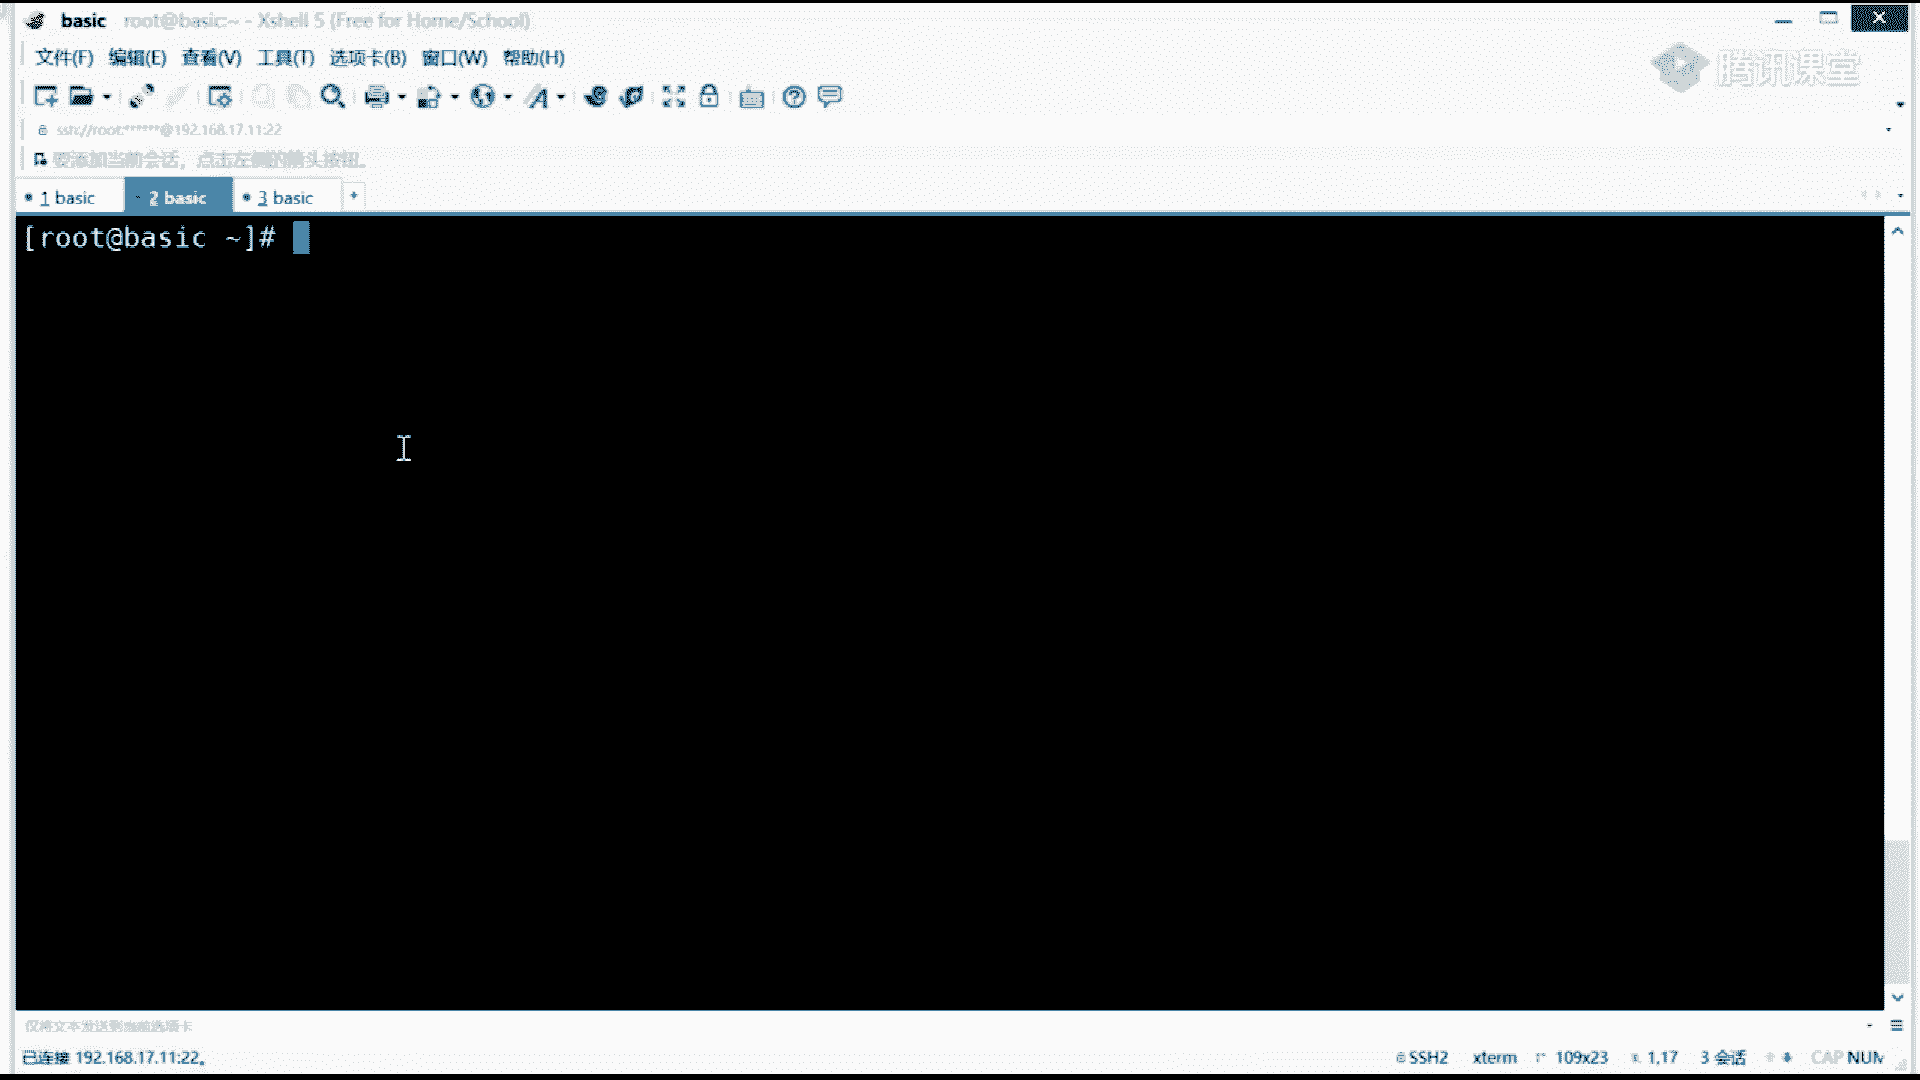 basic root@basic:~ - Xshell 5 (Free for Home/School)
文件(F) 编辑(E) 查看(V) 工具(T) 选项卡(B) 窗口(W) 帮助(H)
腾讯课堂
ssh://root:******@192.168.17.11:22
要添加当前会话，点击左侧的箭头按钮。
1 basic 2 basic 3 basic +
[root@basic ~]#
仅将文本发送到当前选项卡
已连接 192.168.17.11:22。 SSH2 xterm 109x23 1,17 3 会话 CAP NUM